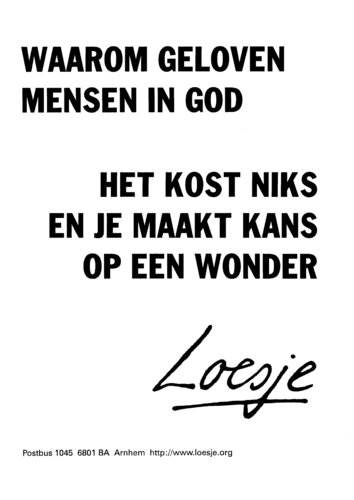 WAAROM GELOVEN
MENSEN IN GOD
HET KOST NIKS
EN JE MAAKT KANS
OP EEN WONDER
Loesje
Postbus 1045 6801 BA Arnhem http://www.loesje.org